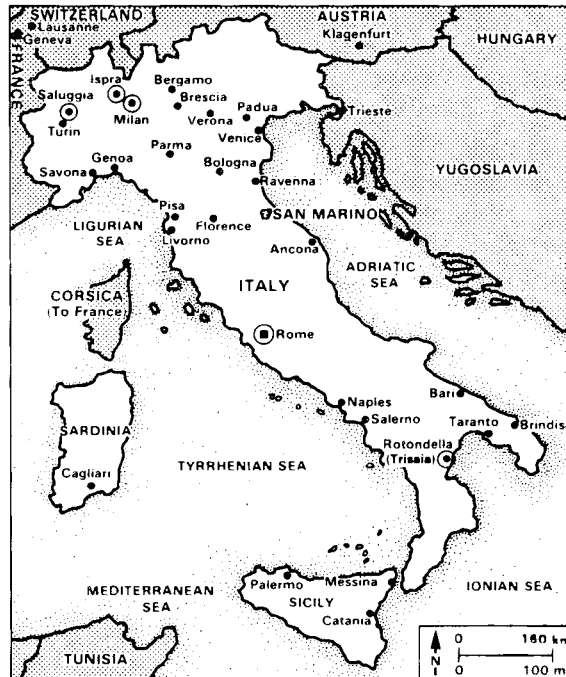 SWITZERLAND
AUSTRIA
HUNGARY
Lausanne
Geneva
Klagenfurt
FRANCE
Ispra
Saluggia
Turin
Milan
Bergamo
Brescia
Verona
Padua
Venice
Trieste
Parma
YUGOSLAVIA
Genoa
Savona
Bologna
Ravenna
Pisa
Florence
SAN MARINO
LIGURIAN
SEA
Livorno
Ancona
ADRIATIC
SEA
ITALY
CORSICA
(To France)
Rome
Naples
Bari
Salerno
Taranto
Brindis
SARDINIA
Rotondella
(Trisaia)
Cagliari
TYRRHENIAN SEA
Palermo
Messina
MEDITERRANEAN
SEA
SICILY
Catania
IONIAN SEA
TUNISIA
N
0 160 km
0 100 m